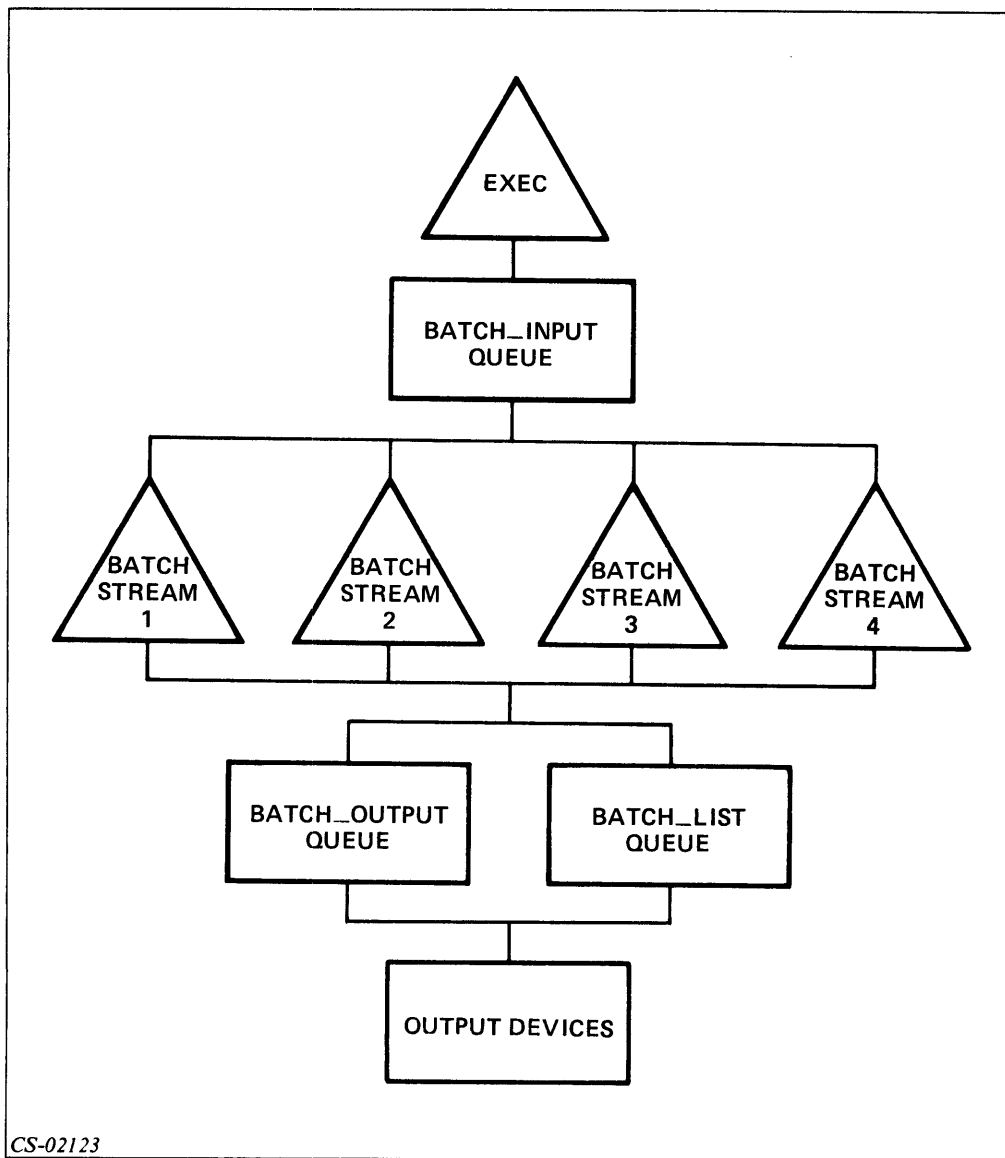 EXEC
BATCH_INPUT
QUEUE
BATCH
STREAM
1
BATCH
STREAM
2
BATCH
STREAM
3
BATCH
STREAM
4
BATCH_OUTPUT
QUEUE
BATCH_LIST
QUEUE
OUTPUT DEVICES
CS-02123